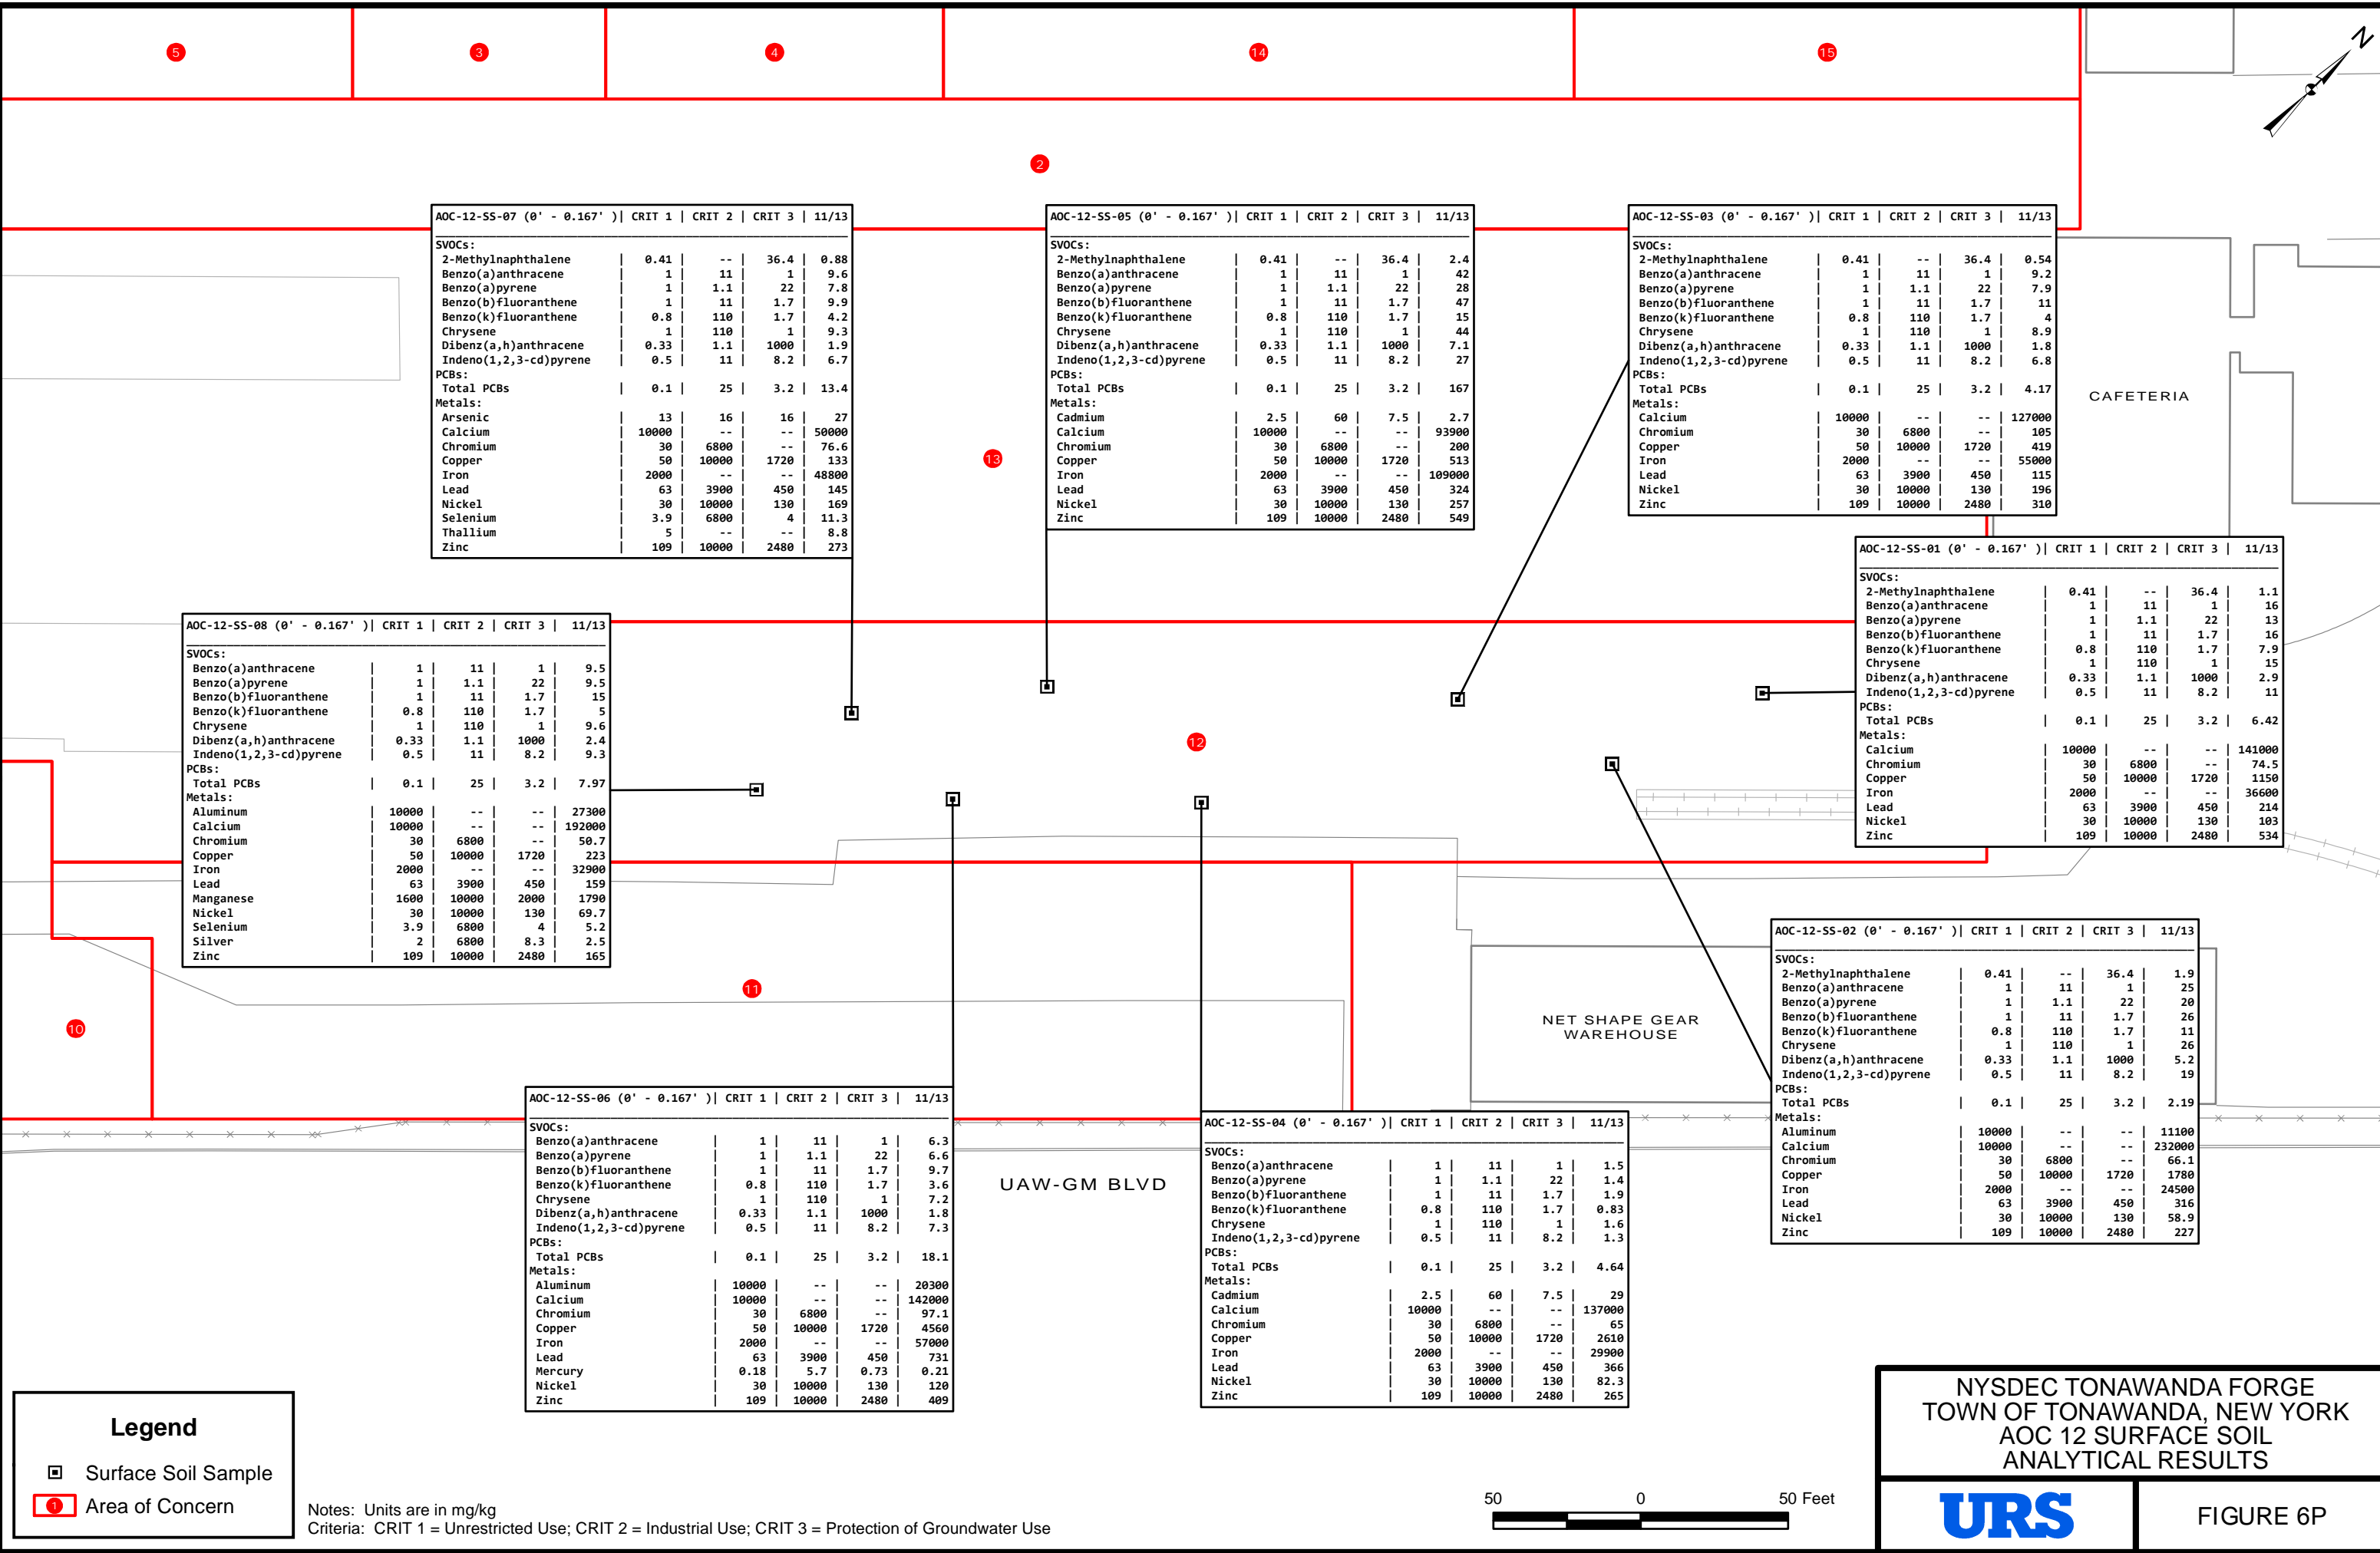 5
3
4
14
15
N
2
AOC-12-SS-07 (0' - 0.167' )| CRIT 1 | CRIT 2 | CRIT 3 | 11/13
SVOCs:
2-Methylnaphthalene | 0.41 | -- | 36.4 | 0.88
Benzo(a)anthracene | 1 | 11 | 1 | 9.6
Benzo(a)pyrene | 1 | 1.1 | 22 | 7.8
Benzo(b)fluoranthene | 1 | 11 | 1.7 | 9.9
Benzo(k)fluoranthene | 0.8 | 110 | 1.7 | 4.2
Chrysene | 1 | 110 | 1 | 9.3
Dibenz(a,h)anthracene | 0.33 | 1.1 | 1000 | 1.9
Indeno(1,2,3-cd)pyrene | 0.5 | 11 | 8.2 | 6.7
PCBs:
Total PCBs | 0.1 | 25 | 3.2 | 13.4
Metals:
Arsenic | 13 | 16 | 16 | 27
Calcium | 10000 | -- | -- | 50000
Chromium | 30 | 6800 | -- | 76.6
Copper | 50 | 10000 | 1720 | 133
Iron | 2000 | -- | -- | 48800
Lead | 63 | 3900 | 450 | 145
Nickel | 30 | 10000 | 130 | 169
Selenium | 3.9 | 6800 | 4 | 11.3
Thallium | 5 | -- | -- | 8.8
Zinc | 109 | 10000 | 2480 | 273
AOC-12-SS-05 (0' - 0.167' )| CRIT 1 | CRIT 2 | CRIT 3 | 11/13
SVOCs:
2-Methylnaphthalene | 0.41 | -- | 36.4 | 2.4
Benzo(a)anthracene | 1 | 11 | 1 | 42
Benzo(a)pyrene | 1 | 1.1 | 22 | 28
Benzo(b)fluoranthene | 1 | 11 | 1.7 | 47
Benzo(k)fluoranthene | 0.8 | 110 | 1.7 | 15
Chrysene | 1 | 110 | 1 | 44
Dibenz(a,h)anthracene | 0.33 | 1.1 | 1000 | 7.1
Indeno(1,2,3-cd)pyrene | 0.5 | 11 | 8.2 | 27
PCBs:
Total PCBs | 0.1 | 25 | 3.2 | 167
Metals:
Cadmium | 2.5 | 60 | 7.5 | 2.7
Calcium | 10000 | -- | -- | 93900
Chromium | 30 | 6800 | -- | 200
Copper | 50 | 10000 | 1720 | 513
Iron | 2000 | -- | -- | 109000
Lead | 63 | 3900 | 450 | 324
Nickel | 30 | 10000 | 130 | 257
Zinc | 109 | 10000 | 2480 | 549
AOC-12-SS-03 (0' - 0.167' )| CRIT 1 | CRIT 2 | CRIT 3 | 11/13
SVOCs:
2-Methylnaphthalene | 0.41 | -- | 36.4 | 0.54
Benzo(a)anthracene | 1 | 11 | 1 | 9.2
Benzo(a)pyrene | 1 | 1.1 | 22 | 7.9
Benzo(b)fluoranthene | 1 | 11 | 1.7 | 11
Benzo(k)fluoranthene | 0.8 | 110 | 1.7 | 4
Chrysene | 1 | 110 | 1 | 8.9
Dibenz(a,h)anthracene | 0.33 | 1.1 | 1000 | 1.8
Indeno(1,2,3-cd)pyrene | 0.5 | 11 | 8.2 | 6.8
PCBs:
Total PCBs | 0.1 | 25 | 3.2 | 4.17
Metals:
Calcium | 10000 | -- | -- | 127000
Chromium | 30 | 6800 | -- | 105
Copper | 50 | 10000 | 1720 | 419
Iron | 2000 | -- | -- | 55000
Lead | 63 | 3900 | 450 | 115
Nickel | 30 | 10000 | 130 | 196
Zinc | 109 | 10000 | 2480 | 310
CAFETERIA
13
AOC-12-SS-01 (0' - 0.167' )| CRIT 1 | CRIT 2 | CRIT 3 | 11/13
SVOCs:
2-Methylnaphthalene | 0.41 | -- | 36.4 | 1.1
Benzo(a)anthracene | 1 | 11 | 1 | 16
Benzo(a)pyrene | 1 | 1.1 | 22 | 13
Benzo(b)fluoranthene | 1 | 11 | 1.7 | 16
Benzo(k)fluoranthene | 0.8 | 110 | 1.7 | 7.9
Chrysene | 1 | 110 | 1 | 15
Dibenz(a,h)anthracene | 0.33 | 1.1 | 1000 | 2.9
Indeno(1,2,3-cd)pyrene | 0.5 | 11 | 8.2 | 11
PCBs:
Total PCBs | 0.1 | 25 | 3.2 | 6.42
Metals:
Calcium | 10000 | -- | -- | 141000
Chromium | 30 | 6800 | -- | 74.5
Copper | 50 | 10000 | 1720 | 1150
Iron | 2000 | -- | -- | 36600
Lead | 63 | 3900 | 450 | 214
Nickel | 30 | 10000 | 130 | 103
Zinc | 109 | 10000 | 2480 | 534
AOC-12-SS-08 (0' - 0.167' )| CRIT 1 | CRIT 2 | CRIT 3 | 11/13
SVOCs:
Benzo(a)anthracene | 1 | 11 | 1 | 9.5
Benzo(a)pyrene | 1 | 1.1 | 22 | 9.5
Benzo(b)fluoranthene | 1 | 11 | 1.7 | 15
Benzo(k)fluoranthene | 0.8 | 110 | 1.7 | 5
Chrysene | 1 | 110 | 1 | 9.6
Dibenz(a,h)anthracene | 0.33 | 1.1 | 1000 | 2.4
Indeno(1,2,3-cd)pyrene | 0.5 | 11 | 8.2 | 9.3
PCBs:
Total PCBs | 0.1 | 25 | 3.2 | 7.97
Metals:
Aluminum | 10000 | -- | -- | 27300
Calcium | 10000 | -- | -- | 192000
Chromium | 30 | 6800 | -- | 50.7
Copper | 50 | 10000 | 1720 | 223
Iron | 2000 | -- | -- | 32900
Lead | 63 | 3900 | 450 | 159
Manganese | 1600 | 10000 | 2000 | 1790
Nickel | 30 | 10000 | 130 | 69.7
Selenium | 3.9 | 6800 | 4 | 5.2
Silver | 2 | 6800 | 8.3 | 2.5
Zinc | 109 | 10000 | 2480 | 165
12
11
10
NET SHAPE GEAR
WAREHOUSE
AOC-12-SS-02 (0' - 0.167' )| CRIT 1 | CRIT 2 | CRIT 3 | 11/13
SVOCs:
2-Methylnaphthalene | 0.41 | -- | 36.4 | 1.9
Benzo(a)anthracene | 1 | 11 | 1 | 25
Benzo(a)pyrene | 1 | 1.1 | 22 | 20
Benzo(b)fluoranthene | 1 | 11 | 1.7 | 26
Benzo(k)fluoranthene | 0.8 | 110 | 1.7 | 11
Chrysene | 1 | 110 | 1 | 26
Dibenz(a,h)anthracene | 0.33 | 1.1 | 1000 | 5.2
Indeno(1,2,3-cd)pyrene | 0.5 | 11 | 8.2 | 19
PCBs:
Total PCBs | 0.1 | 25 | 3.2 | 2.19
Metals:
Aluminum | 10000 | -- | -- | 11100
Calcium | 10000 | -- | -- | 232000
Chromium | 30 | 6800 | -- | 66.1
Copper | 50 | 10000 | 1720 | 1780
Iron | 2000 | -- | -- | 24500
Lead | 63 | 3900 | 450 | 316
Nickel | 30 | 10000 | 130 | 58.9
Zinc | 109 | 10000 | 2480 | 227
AOC-12-SS-06 (0' - 0.167' )| CRIT 1 | CRIT 2 | CRIT 3 | 11/13
SVOCs:
Benzo(a)anthracene | 1 | 11 | 1 | 6.3
Benzo(a)pyrene | 1 | 1.1 | 22 | 6.6
Benzo(b)fluoranthene | 1 | 11 | 1.7 | 9.7
Benzo(k)fluoranthene | 0.8 | 110 | 1.7 | 3.6
Chrysene | 1 | 110 | 1 | 7.2
Dibenz(a,h)anthracene | 0.33 | 1.1 | 1000 | 1.8
Indeno(1,2,3-cd)pyrene | 0.5 | 11 | 8.2 | 7.3
PCBs:
Total PCBs | 0.1 | 25 | 3.2 | 18.1
Metals:
Aluminum | 10000 | -- | -- | 20300
Calcium | 10000 | -- | -- | 142000
Chromium | 30 | 6800 | -- | 97.1
Copper | 50 | 10000 | 1720 | 4560
Iron | 2000 | -- | -- | 57000
Lead | 63 | 3900 | 450 | 731
Mercury | 0.18 | 5.7 | 0.73 | 0.21
Nickel | 30 | 10000 | 130 | 120
Zinc | 109 | 10000 | 2480 | 409
UAW-GM BLVD
AOC-12-SS-04 (0' - 0.167' )| CRIT 1 | CRIT 2 | CRIT 3 | 11/13
SVOCs:
Benzo(a)anthracene | 1 | 11 | 1 | 1.5
Benzo(a)pyrene | 1 | 1.1 | 22 | 1.4
Benzo(b)fluoranthene | 1 | 11 | 1.7 | 1.9
Benzo(k)fluoranthene | 0.8 | 110 | 1.7 | 0.83
Chrysene | 1 | 110 | 1 | 1.6
Indeno(1,2,3-cd)pyrene | 0.5 | 11 | 8.2 | 1.3
PCBs:
Total PCBs | 0.1 | 25 | 3.2 | 4.64
Metals:
Cadmium | 2.5 | 60 | 7.5 | 29
Calcium | 10000 | -- | -- | 137000
Chromium | 30 | 6800 | -- | 65
Copper | 50 | 10000 | 1720 | 2610
Iron | 2000 | -- | -- | 29900
Lead | 63 | 3900 | 450 | 366
Nickel | 30 | 10000 | 130 | 82.3
Zinc | 109 | 10000 | 2480 | 265
Legend
Surface Soil Sample
1 Area of Concern
Notes: Units are in mg/kg
Criteria: CRIT 1 = Unrestricted Use; CRIT 2 = Industrial Use; CRIT 3 = Protection of Groundwater Use
50 0 50 Feet
NYSDEC TONAWANDA FORGE
TOWN OF TONAWANDA, NEW YORK
AOC 12 SURFACE SOIL
ANALYTICAL RESULTS
URS
FIGURE 6P